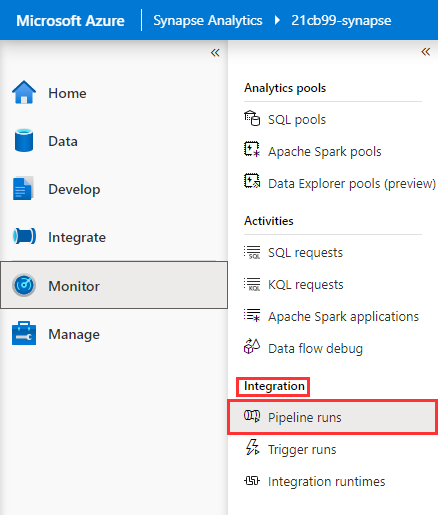 Microsoft Azure Synapse Analytics 21cb99-synapse
Home
Data
Develop
Integrate
Monitor
Manage
Analytics pools
SQL pools
Apache Spark pools
Data Explorer pools (preview)
Activities
SQL requests
KQL requests
Apache Spark applications
Data flow debug
Integration
Pipeline runs
Trigger runs
Integration runtimes